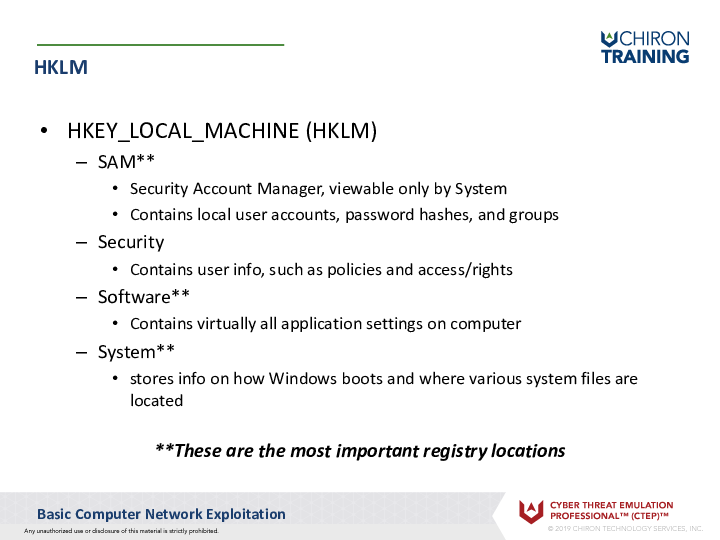 CHIRON
TRAINING
HKLM
• HKEY_LOCAL_MACHINE (HKLM)
– SAM**
• Security Account Manager, viewable only by System
• Contains local user accounts, password hashes, and groups
– Security
• Contains user info, such as policies and access/rights
– Software**
• Contains virtually all application settings on computer
– System**
• stores info on how Windows boots and where various system files are
located
**These are the most important registry locations
Basic Computer Network Exploitation
Any unauthorized use or disclosure of this material is strictly prohibited.
CYBER THREAT EMULATION
PROFESSIONAL™ (CTEP)™
© 2019 CHIRON TECHNOLOGY SERVICES, INC.